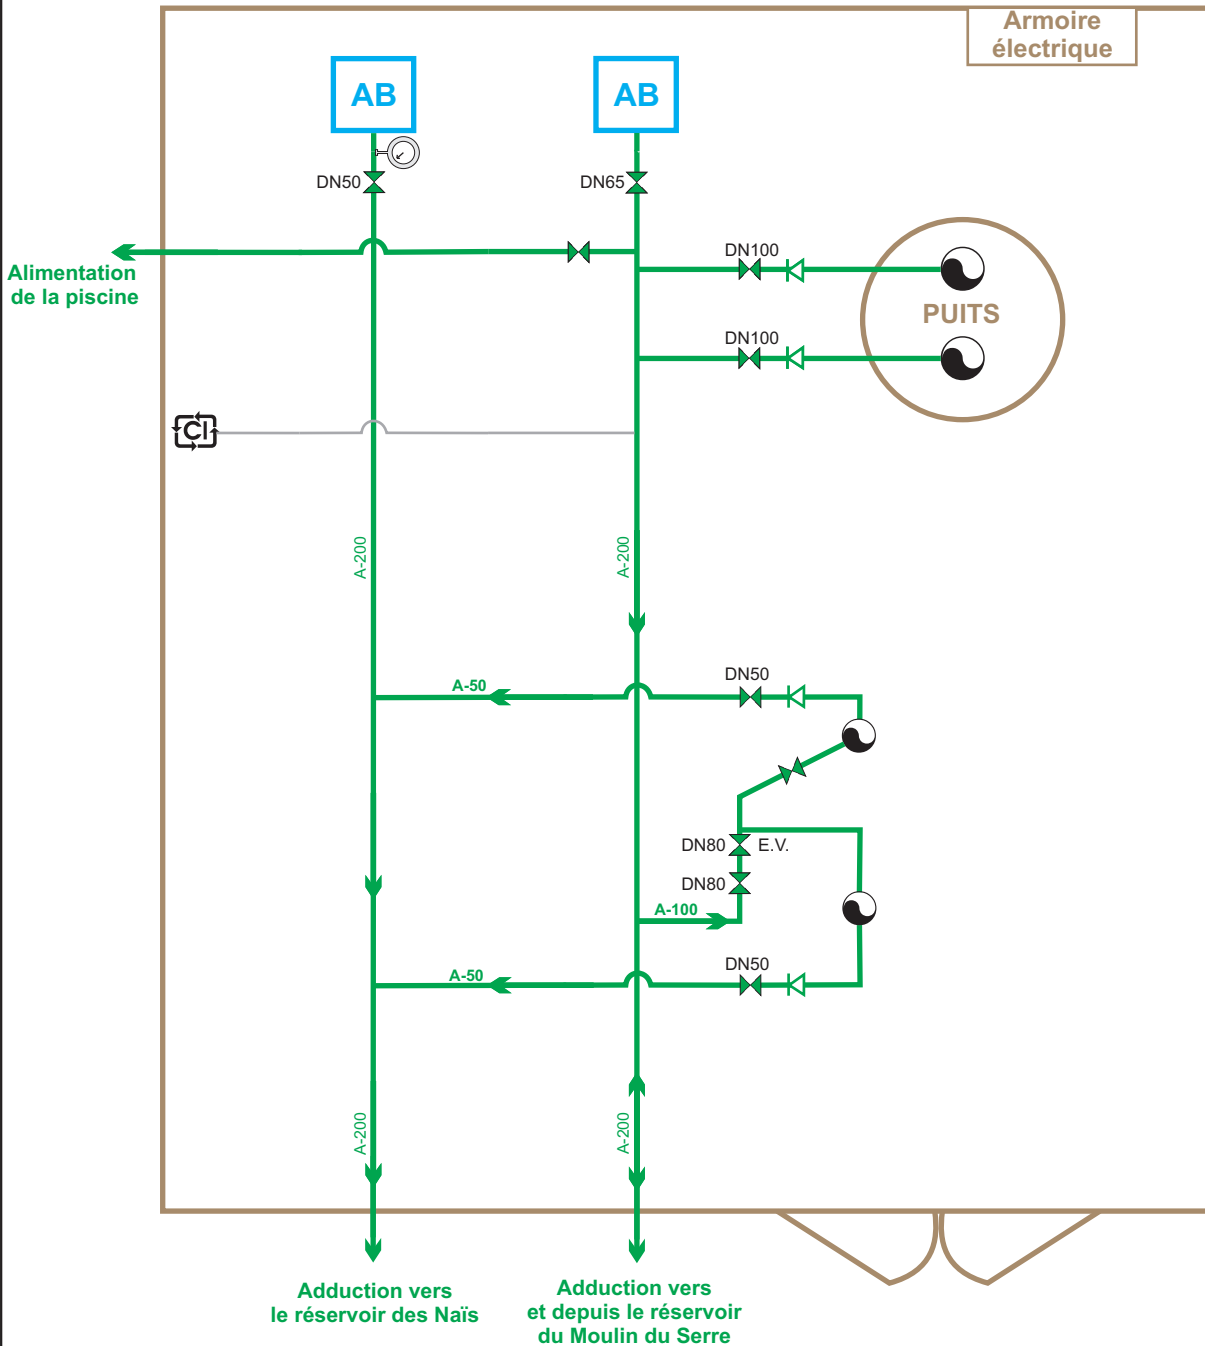 Armoire
électrique
AB
AB
DN50
DN65
Alimentation
de la piscine
DN100
PUITS
DN100
CI
A-200
A-200
DN50
A-50
DN80
E.V.
DN80
A-100
DN50
A-50
A-200
A-200
Adduction vers
le réservoir des Naïs
Adduction vers
et depuis le réservoir
du Moulin du Serre